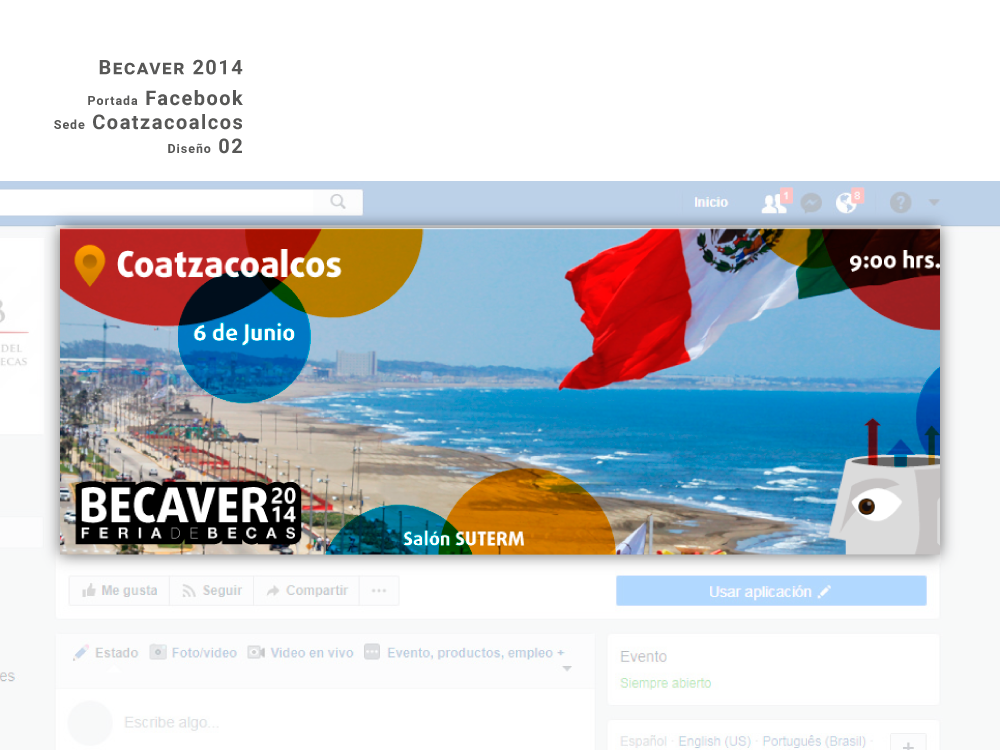 BECAVER 2014
Portada Facebook
Sede Coatzacoalcos
Diseño 02
Inicio
1
8
?
Coatzacoalcos
9:00 hrs.
6 de Junio
DEL
ECAS
BECAVER 2014
FERIA DE BECAS
Salón SUTERM
Me gusta
Seguir
Compartir
...
Usar aplicación
Estado
Foto/video
Video en vivo
Evento, productos, empleo +
Evento
Siempre abierto
es
Escribe algo...
Español · English (US) · Português (Brasil) ·
+